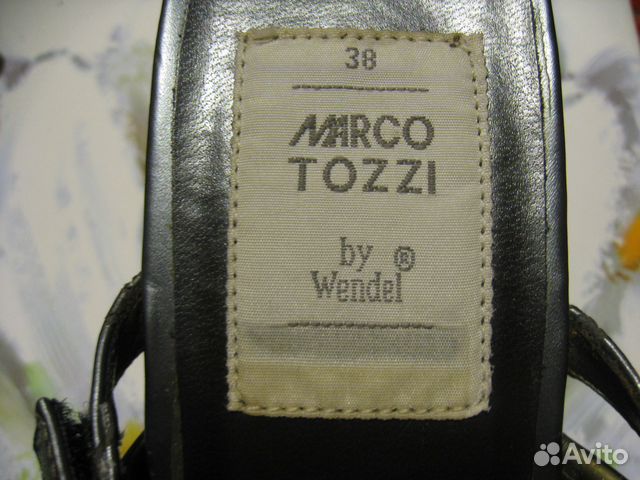 38
MARCO
TOZZI
by ®
Wendel
Avito